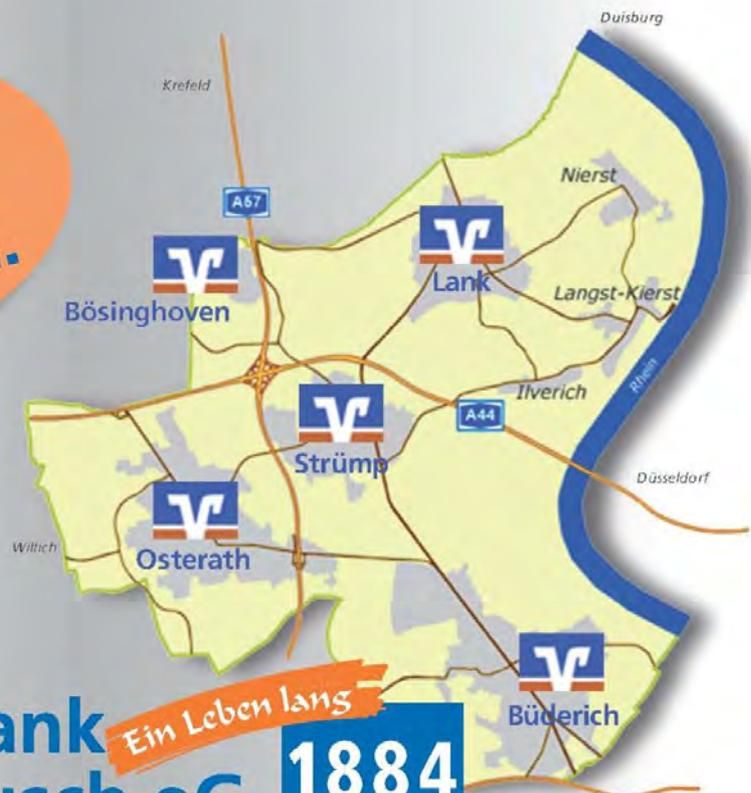 Duisburg
Krefeld
A57
Nierst
Lank
Langst-Kierst
Bösinghoven
Ilverich
Rhein
A44
Strümp
Düsseldorf
Willich
Osterath
Büderich
Ein Leben lang
ank
1884